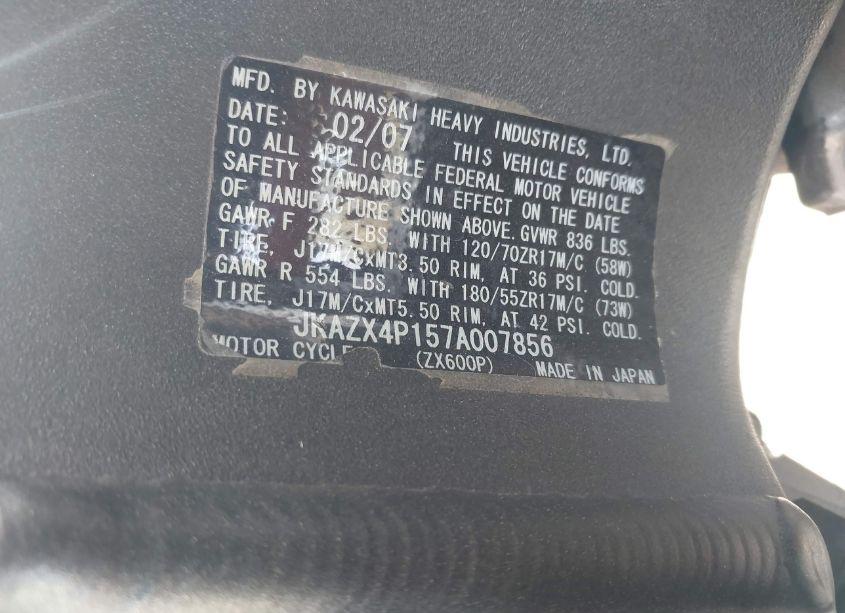 MFD. BY KAWASAKI HEAVY INDUSTRIES, LTD.
DATE: 02/07 THIS VEHICLE CONFORMS
TO ALL APPLICABLE FEDERAL MOTOR VEHICLE
SAFETY STANDARDS IN EFFECT ON THE DATE
OF MANUFACTURE SHOWN ABOVE. GVWR 836 LBS.
GAWR F 282 LBS. WITH 120/70ZR17M/C (58W)
TIRE, J17M/CxMT3.50 RIM, AT 36 PSI. COLD.
GAWR R 554 LBS. WITH 180/55ZR17M/C (73W)
TIRE, J17M/CxMT5.50 RIM, AT 42 PSI. COLD.
JKAZX4P157A007856
MOTOR CYCLE (ZX600P) MADE IN JAPAN